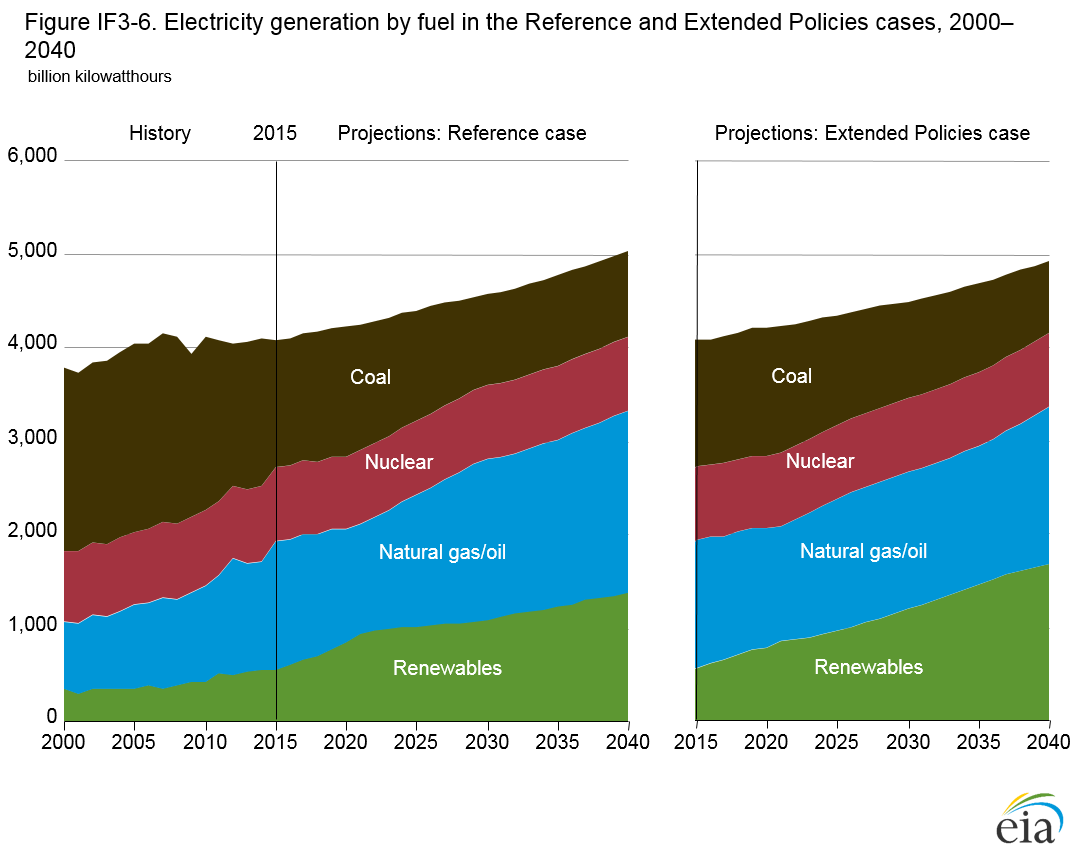 Figure IF3-6. Electricity generation by fuel in the Reference and Extended Policies cases, 2000–
2040
billion kilowatthours
History 2015 Projections: Reference case Projections: Extended Policies case
6,000
5,000
4,000
3,000
2,000
1,000
0
Coal
Nuclear
Natural gas/oil
Renewables
Coal
Nuclear
Natural gas/oil
Renewables
2000 2005 2010 2015 2020 2025 2030 2035 2040
2015 2020 2025 2030 2035 2040
eia